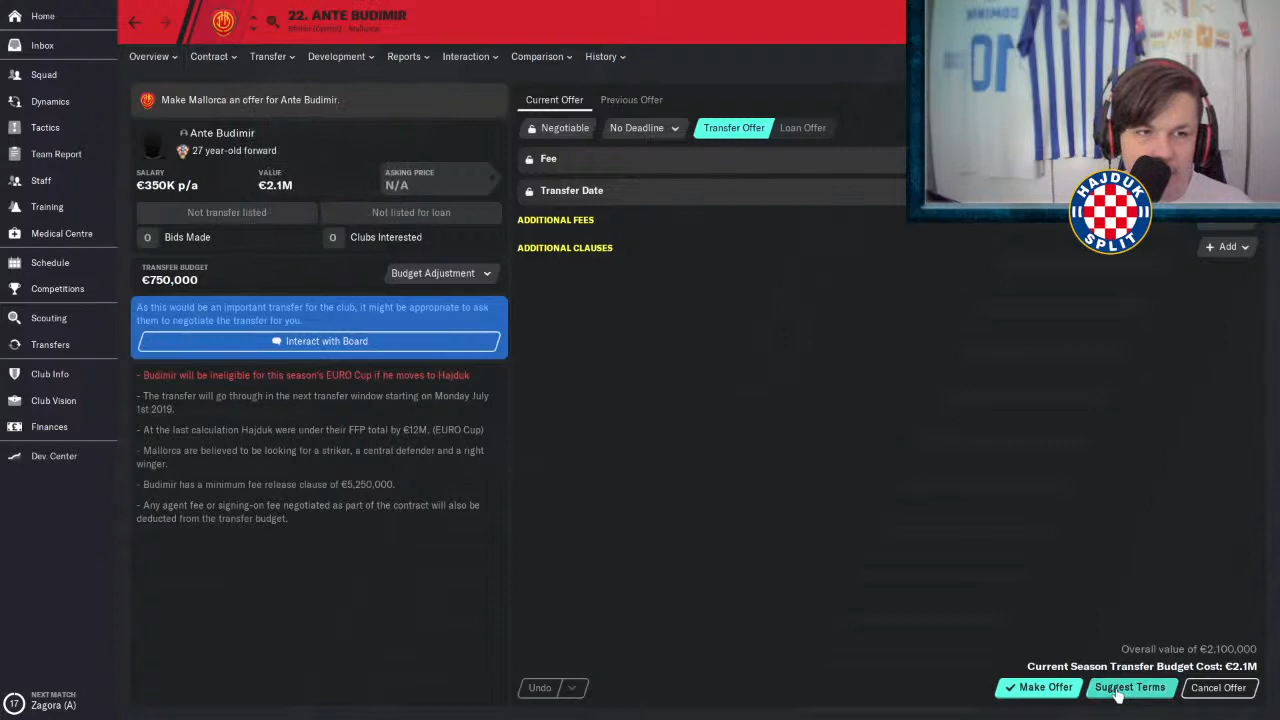 Home
Inbox
Squad
Dynamics
Tactics
Team Report
Staff
Training
Medical Centre
Schedule
Competitions
Scouting
Transfers
Club Info
Club Vision
Finances
Dev. Center
17
NEXT MATCH
Zagora (A)
22. ANTE BUDIMIR
Overview
Contract
Transfer
Development
Reports
Interaction
Comparison
History
Make Mallorca an offer for Ante Budimir.
Ante Budimir
27 year-old forward
SALARY
€350K p/a
VALUE
€2.1M
ASKING PRICE
N/A
Not transfer listed
Not listed for loan
0 Bids Made
0 Clubs Interested
TRANSFER BUDGET
€750,000
Budget Adjustment
As this would be an important transfer for the club, it might be appropriate to ask
them to negotiate the transfer for you.
Interact with Board
- Budimir will be ineligible for this season's EURO Cup if he moves to Hajduk
- The transfer will go through in the next transfer window starting on Monday July
1st 2019.
- At the last calculation Hajduk were under their FFP total by €12M. (EURO Cup)
- Mallorca are believed to be looking for a striker, a central defender and a right
winger.
- Budimir has a minimum fee release clause of €5,250,000.
- Any agent fee or signing-on fee negotiated as part of the contract will also be
deducted from the transfer budget.
Current Offer
Previous Offer
Negotiable
No Deadline
Transfer Offer
Loan Offer
Fee
Transfer Date
ADDITIONAL FEES
ADDITIONAL CLAUSES
+ Add
10
HAJDUK
SPLIT
Overall value of €2,100,000
Current Season Transfer Budget Cost: €2.1M
Undo
Make Offer
Suggest Terms
Cancel Offer